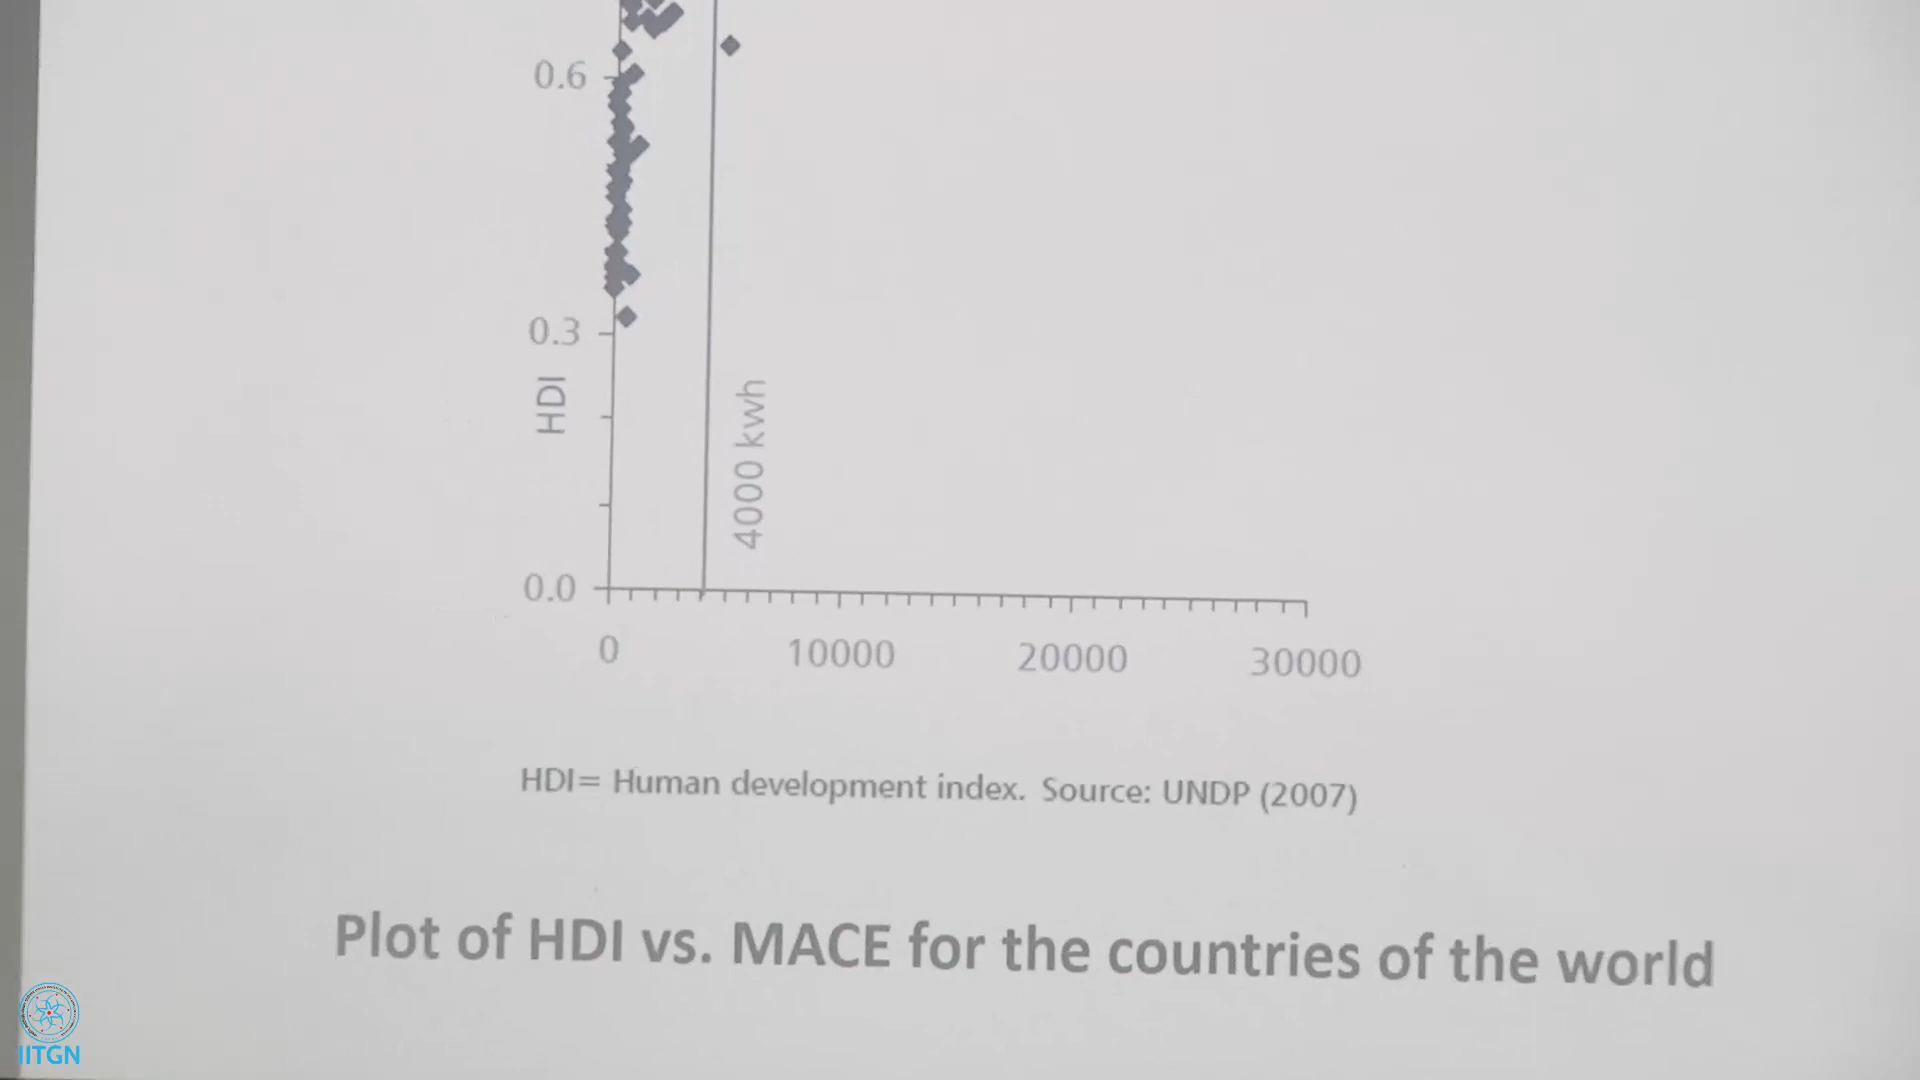 0.6
0.3
HDI
4000 kwh
0.0
0 10000 20000 30000
HDI= Human development index. Source: UNDP (2007)
Plot of HDI vs. MACE for the countries of the world
IITGN